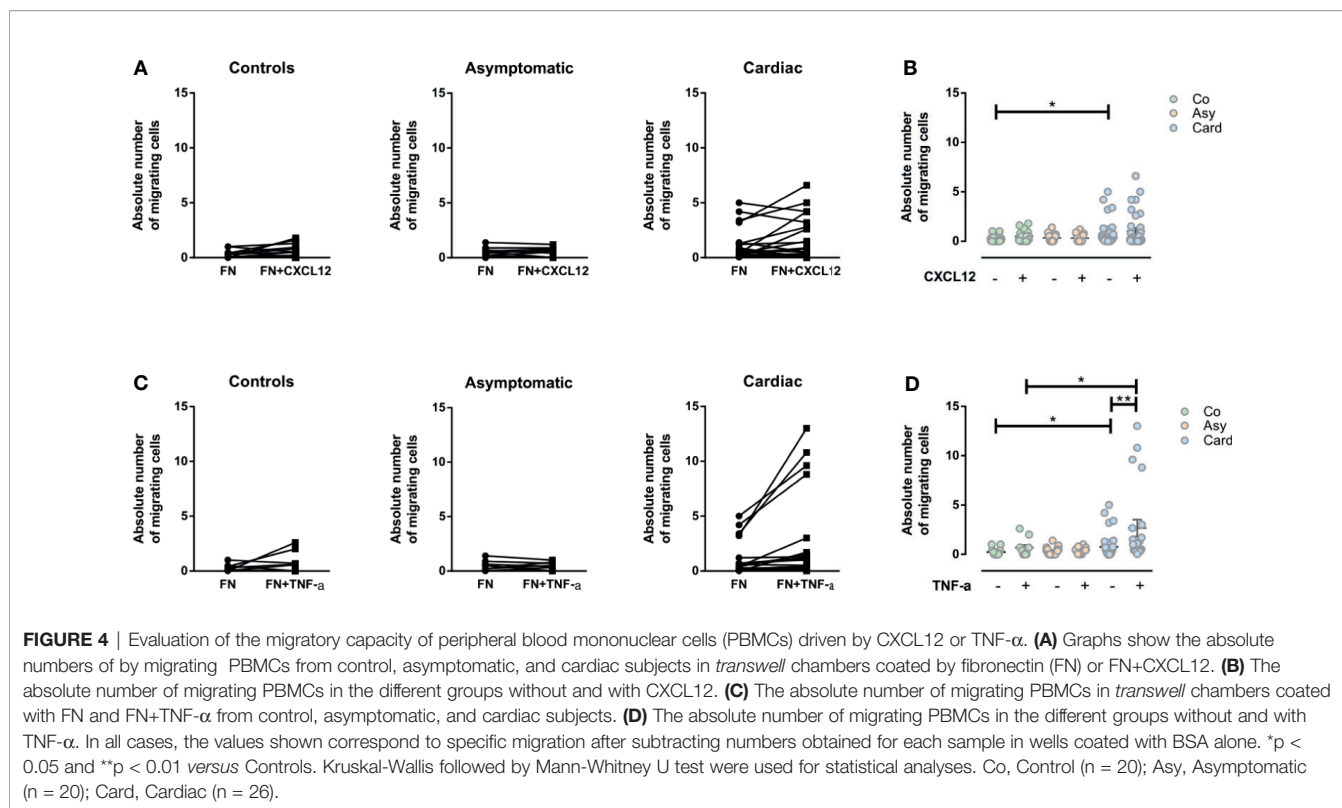 A
Controls
Absolute number
of migrating cells
15
10
5
0
FN FN+CXCL12
Asymptomatic
Absolute number
of migrating cells
15
10
5
0
FN FN+CXCL12
Cardiac
Absolute number
of migrating cells
15
10
5
0
FN FN+CXCL12
B
Absolute number
of migrating cells
15
10
5
0
*
Co
Asy
Card
CXCL12 - + - + - +
C
Controls
Absolute number
of migrating cells
15
10
5
0
FN FN+TNF-a
Asymptomatic
Absolute number
of migrating cells
15
10
5
0
FN FN+TNF-a
Cardiac
Absolute number
of migrating cells
15
10
5
0
FN FN+TNF-a
D
Absolute number
of migrating cells
15
10
5
0
*
**
*
Co
Asy
Card
TNF-a - + - + - +
FIGURE 4 | Evaluation of the migratory capacity of peripheral blood mononuclear cells (PBMCs) driven by CXCL12 or TNF-α. (A) Graphs show the absolute
numbers of by migrating PBMCs from control, asymptomatic, and cardiac subjects in transwell chambers coated by fibronectin (FN) or FN+CXCL12. (B) The
absolute number of migrating PBMCs in the different groups without and with CXCL12. (C) The absolute number of migrating PBMCs in transwell chambers coated
with FN and FN+TNF-α from control, asymptomatic, and cardiac subjects. (D) The absolute number of migrating PBMCs in the different groups without and with
TNF-α. In all cases, the values shown correspond to specific migration after subtracting numbers obtained for each sample in wells coated with BSA alone. *p <
0.05 and **p < 0.01 versus Controls. Kruskal-Wallis followed by Mann-Whitney U test were used for statistical analyses. Co, Control (n = 20); Asy, Asymptomatic
(n = 20); Card, Cardiac (n = 26).